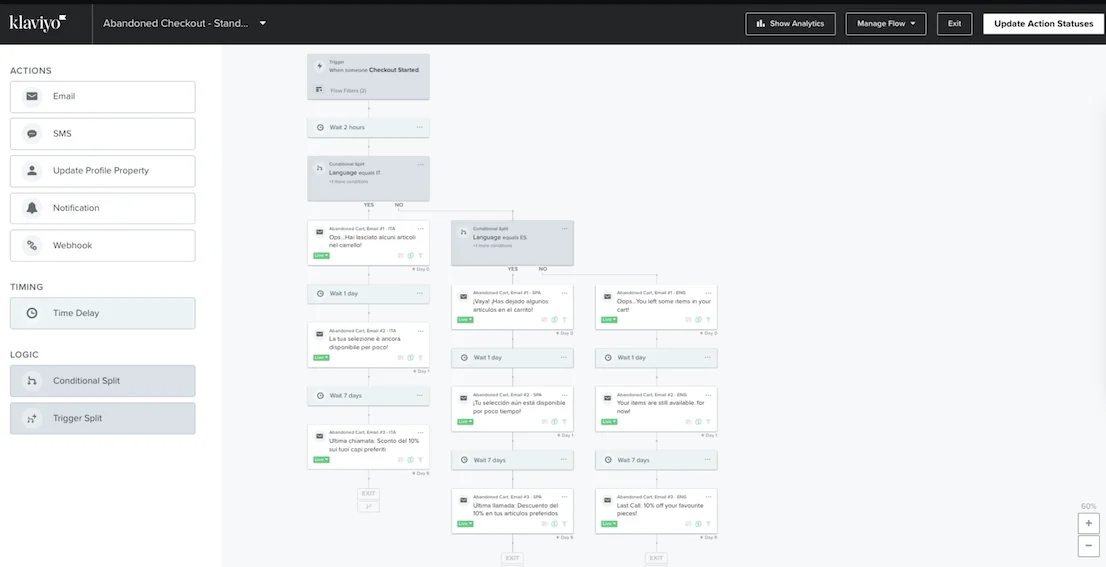 klaviyo
Abandoned Checkout - Stand...
Show Analytics
Manage Flow
Exit
Update Action Statuses
ACTIONS
Email
SMS
Update Profile Property
Notification
Webhook
TIMING
Time Delay
LOGIC
Conditional Split
Trigger Split
Trigger
When someone Checkout Started
Flow Filters (2)
Wait 2 hours
Conditional Split
Language equals IT
+1 more conditions
YES NO
Abandoned Cart, Email #1 - ITA
Ops...Hai lasciato alcuni articoli
nel carrello!
Live
Day 0
Wait 1 day
Abandoned Cart, Email #2 - ITA
La tua selezione è ancora
disponibile per poco!
Live
Day 1
Wait 7 days
Abandoned Cart, Email #3 - ITA
Ultima chiamata: Sconto del 10%
sui tuoi capi preferiti
Live
Day 8
EXIT
Conditional Split
Language equals ES
+1 more conditions
YES NO
Abandoned Cart, Email #1 - SPA
¡Vaya! ¡Has dejado algunos
artículos en el carrito!
Live
Day 0
Wait 1 day
Abandoned Cart, Email #2 - SPA
¡Tu selección aún está disponible
por poco tiempo!
Live
Day 1
Wait 7 days
Abandoned Cart, Email #3 - SPA
Última llamada: Descuento del
10% en tus artículos preferidos
Live
Day 8
EXIT
Abandoned Cart, Email #1 - ENG
Oops...You left some items in your
cart!
Live
Day 0
Wait 1 day
Abandoned Cart, Email #2 - ENG
Your items are still available..for
now!
Live
Day 1
Wait 7 days
Abandoned Cart, Email #3 - ENG
Last Call: 10% off your favourite
pieces!
Live
Day 8
EXIT
60%